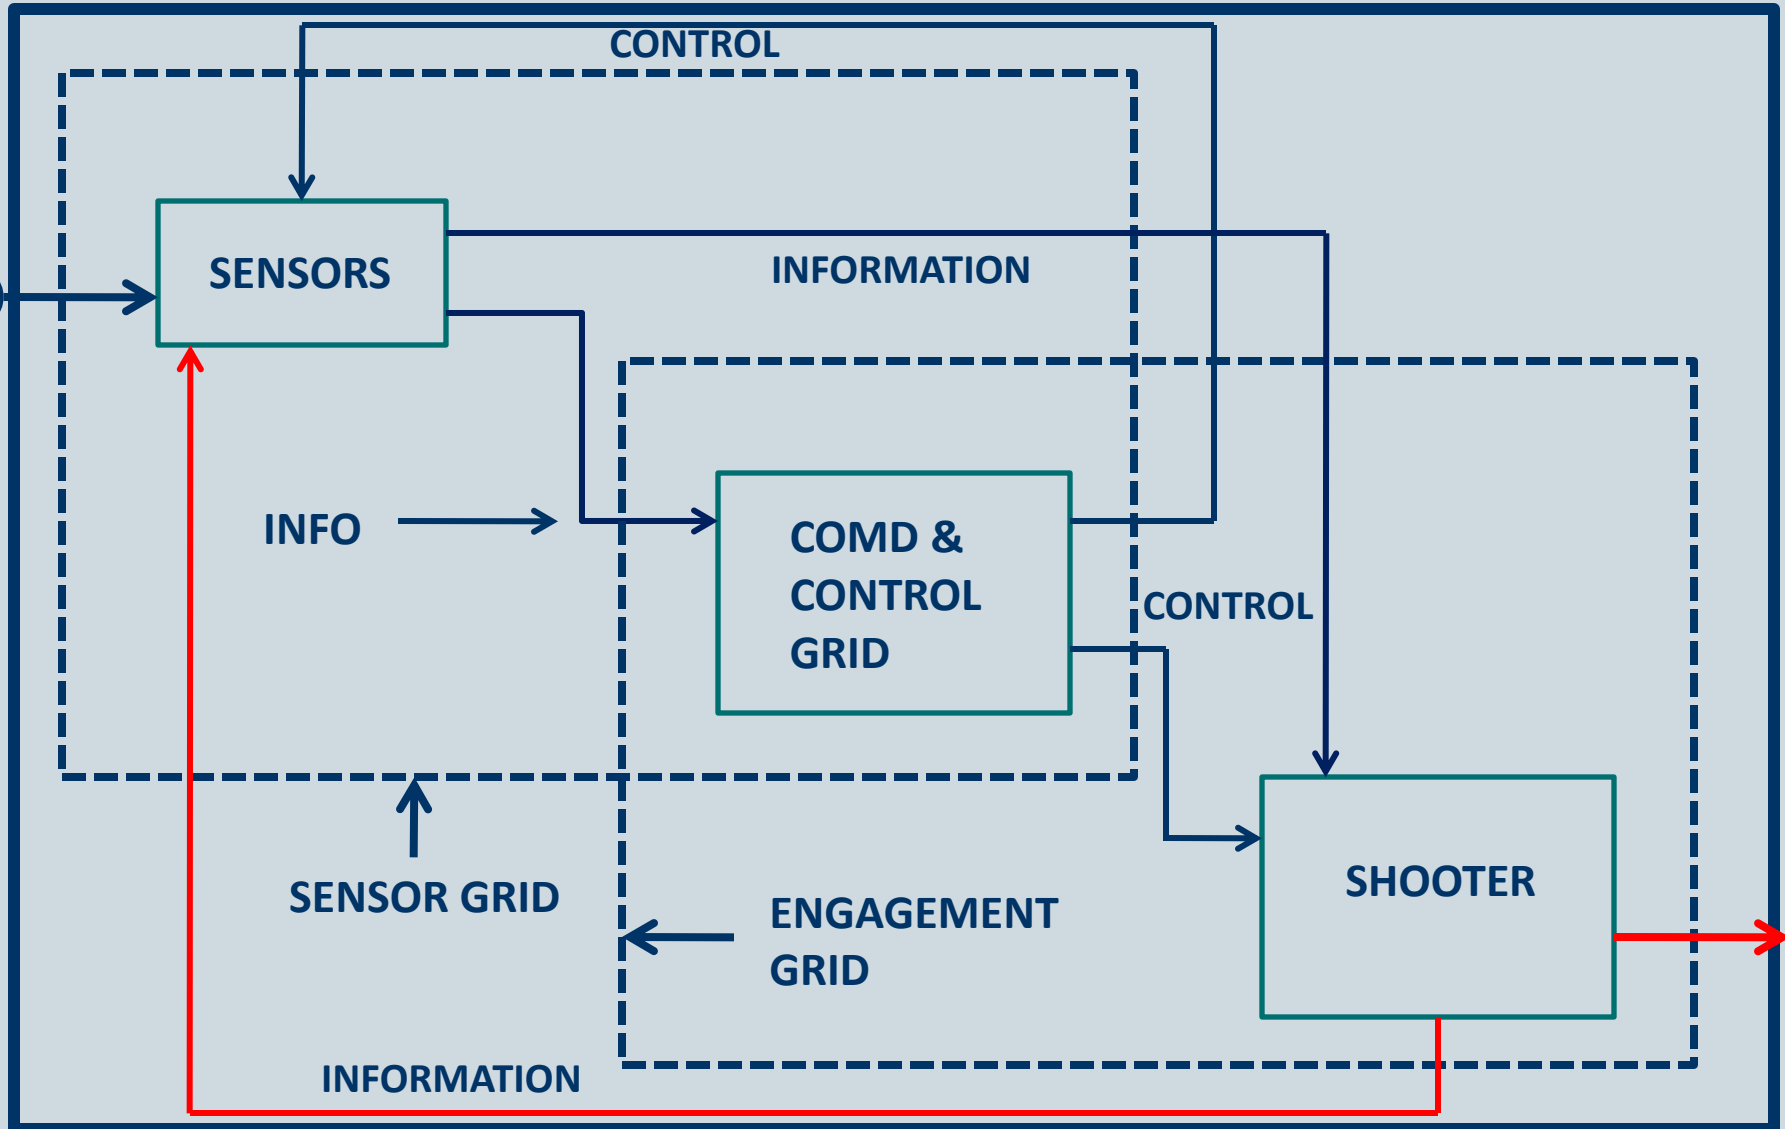 CONTROL
SENSORS
INFORMATION
INFO
COMD &
CONTROL
GRID
CONTROL
SHOOTER
SENSOR GRID
ENGAGEMENT
GRID
INFORMATION